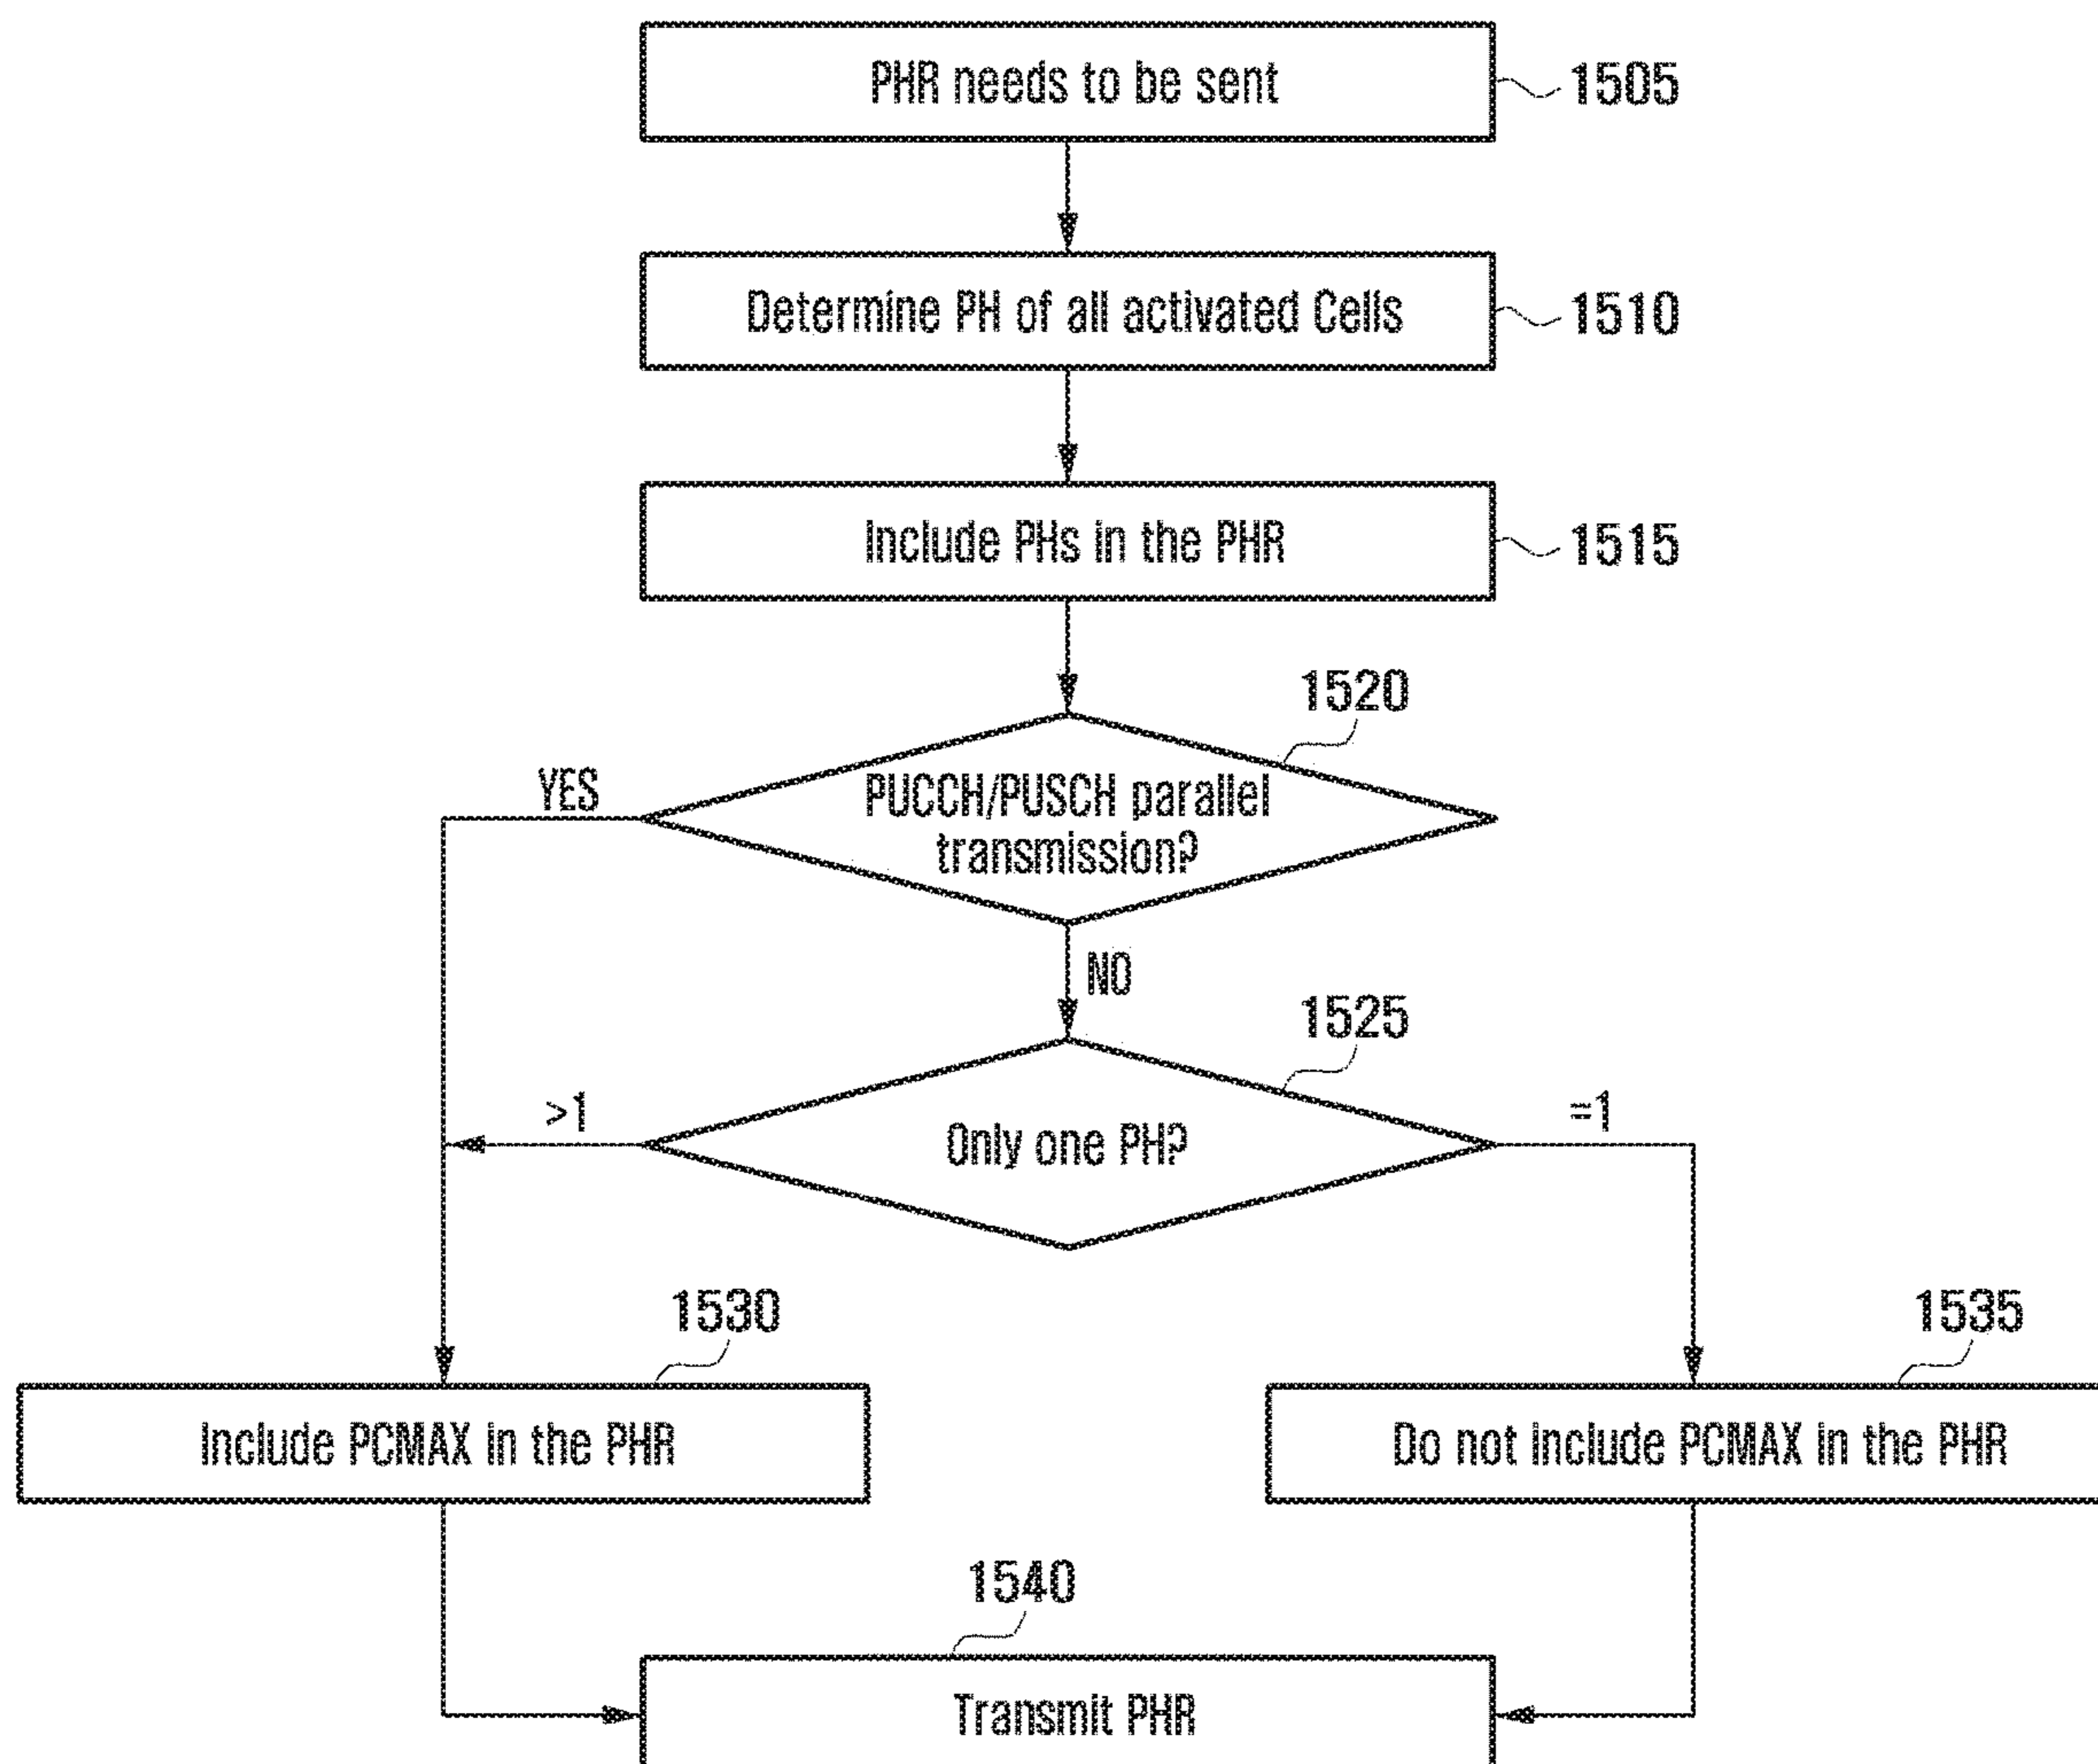 PHR needs to be sent
1505
Determine PH of all activated Cells
1510
Include PHs in the PHR
1515
1520
YES
PUCCH/PUSCH parallel
transmission?
NO
1525
>1
Only one PH?
=1
1530
1535
Include PCMAX in the PHR
Do not include PCMAX in the PHR
1540
Transmit PHR